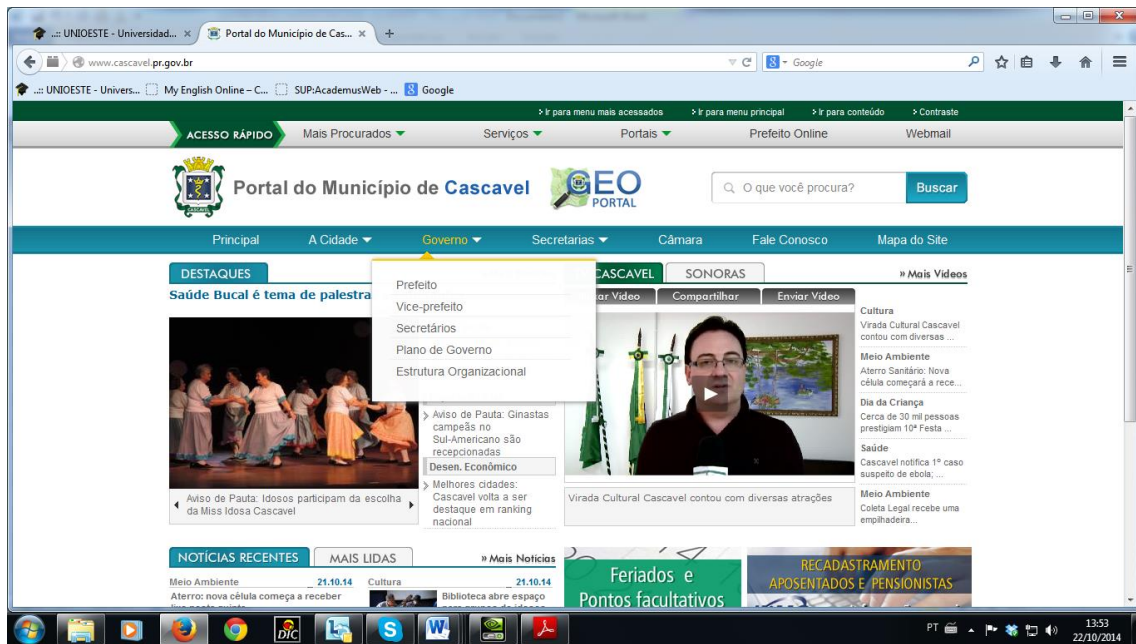 ..:: UNIOESTE - Universidad...
Portal do Município de Cas...
www.cascavel.pr.gov.br
Google
..:: UNIOESTE - Univers...
My English Online – C...
SUP:AcademusWeb - ...
Google
Ir para menu mais acessados
Ir para menu principal
Ir para conteúdo
Contraste
ACESSO RÁPIDO
Mais Procurados
Serviços
Portais
Prefeito Online
Webmail
CASCAVEL
Portal do Município de Cascavel
GEO
PORTAL
O que você procura?
Buscar
Principal
A Cidade
Governo
Secretarias
Câmara
Fale Conosco
Mapa do Site
Prefeito
Vice-prefeito
Secretários
Plano de Governo
Estrutura Organizacional
DESTAQUES
Saúde Bucal é tema de palestra
Aviso de Pauta: Idosos participam da escolha
da Miss Idosa Cascavel
Aviso de Pauta: Ginastas
campeãs no
Sul-Americano são
recepcionadas
Desen. Econômico
Melhores cidades:
Cascavel volta a ser
destaque em ranking
nacional
CASCAVEL
SONORAS
» Mais Videos
Video
Compartilhar
Enviar Video
Virada Cultural Cascavel contou com diversas atrações
Cultura
Virada Cultural Cascavel
contou com diversas ...
Meio Ambiente
Aterro Sanitário: Nova
célula começará a rece...
Dia da Criança
Cerca de 30 mil pessoas
prestigiam 10ª Festa ...
Saúde
Cascavel notifica 1º caso
suspeito de ebola; ...
Meio Ambiente
Coleta Legal recebe uma
empilhadeira...
NOTÍCIAS RECENTES
MAIS LIDAS
» Mais Notícias
Meio Ambiente
21.10.14
Aterro: nova célula começa a receber
Cultura
21.10.14
Biblioteca abre espaço
Feriados e
Pontos facultativos
RECADASTRAMENTO
APOSENTADOS E PENSIONISTAS
DIC
PT
13:53
22/10/2014